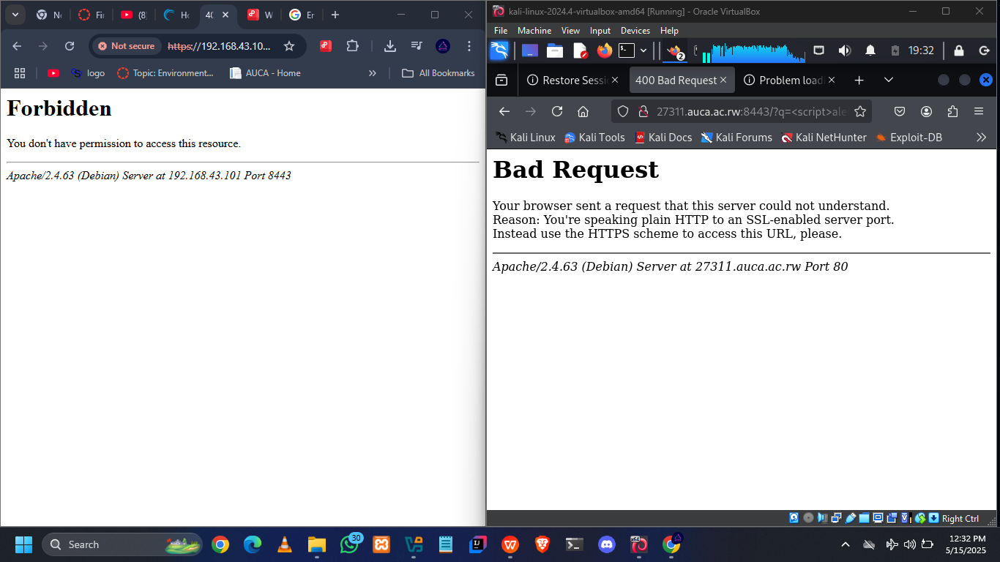 Ne
Fir
(8
Ho
40
W
Er
Not secure
https://192.168.43.10...
logo
Topic: Environment...
AUCA - Home
»
All Bookmarks
Forbidden
You don't have permission to access this resource.
Apache/2.4.63 (Debian) Server at 192.168.43.101 Port 8443
kali-linux-2024.4-virtualbox-amd64 [Running] - Oracle VirtualBox
File Machine View Input Devices Help
2
19:32
Restore Sessi
400 Bad Request
Problem loadi
27311.auca.ac.rw:8443/?q=<script>ale
Kali Linux
Kali Tools
Kali Docs
Kali Forums
Kali NetHunter
Exploit-DB
»
Bad Request
Your browser sent a request that this server could not understand.
Reason: You're speaking plain HTTP to an SSL-enabled server port.
Instead use the HTTPS scheme to access this URL, please.
Apache/2.4.63 (Debian) Server at 27311.auca.ac.rw Port 80
Right Ctrl
Search
30
12:32 PM
5/15/2025